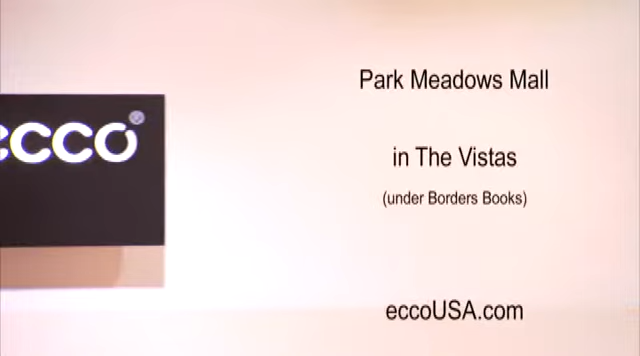 ecco®
Park Meadows Mall
in The Vistas
(under Borders Books)
eccoUSA.com